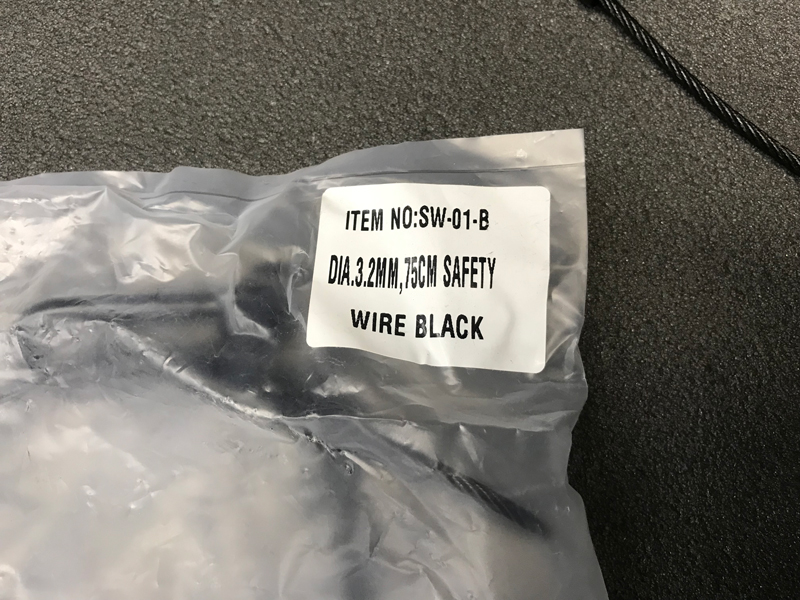 ITEM NO:SW-01-B
DIA.3.2MM,75CM SAFETY
WIRE BLACK